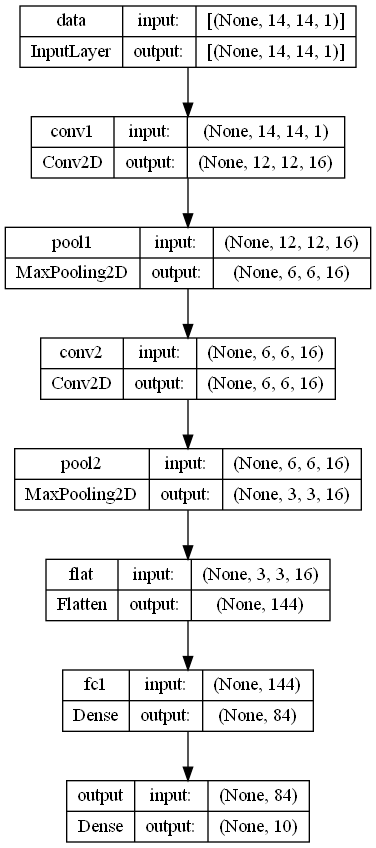 data input: [(None, 14, 14, 1)]
InputLayer output: [(None, 14, 14, 1)]
conv1 input: (None, 14, 14, 1)
Conv2D output: (None, 12, 12, 16)
pool1 input: (None, 12, 12, 16)
MaxPooling2D output: (None, 6, 6, 16)
conv2 input: (None, 6, 6, 16)
Conv2D output: (None, 6, 6, 16)
pool2 input: (None, 6, 6, 16)
MaxPooling2D output: (None, 3, 3, 16)
flat input: (None, 3, 3, 16)
Flatten output: (None, 144)
fc1 input: (None, 144)
Dense output: (None, 84)
output input: (None, 84)
Dense output: (None, 10)